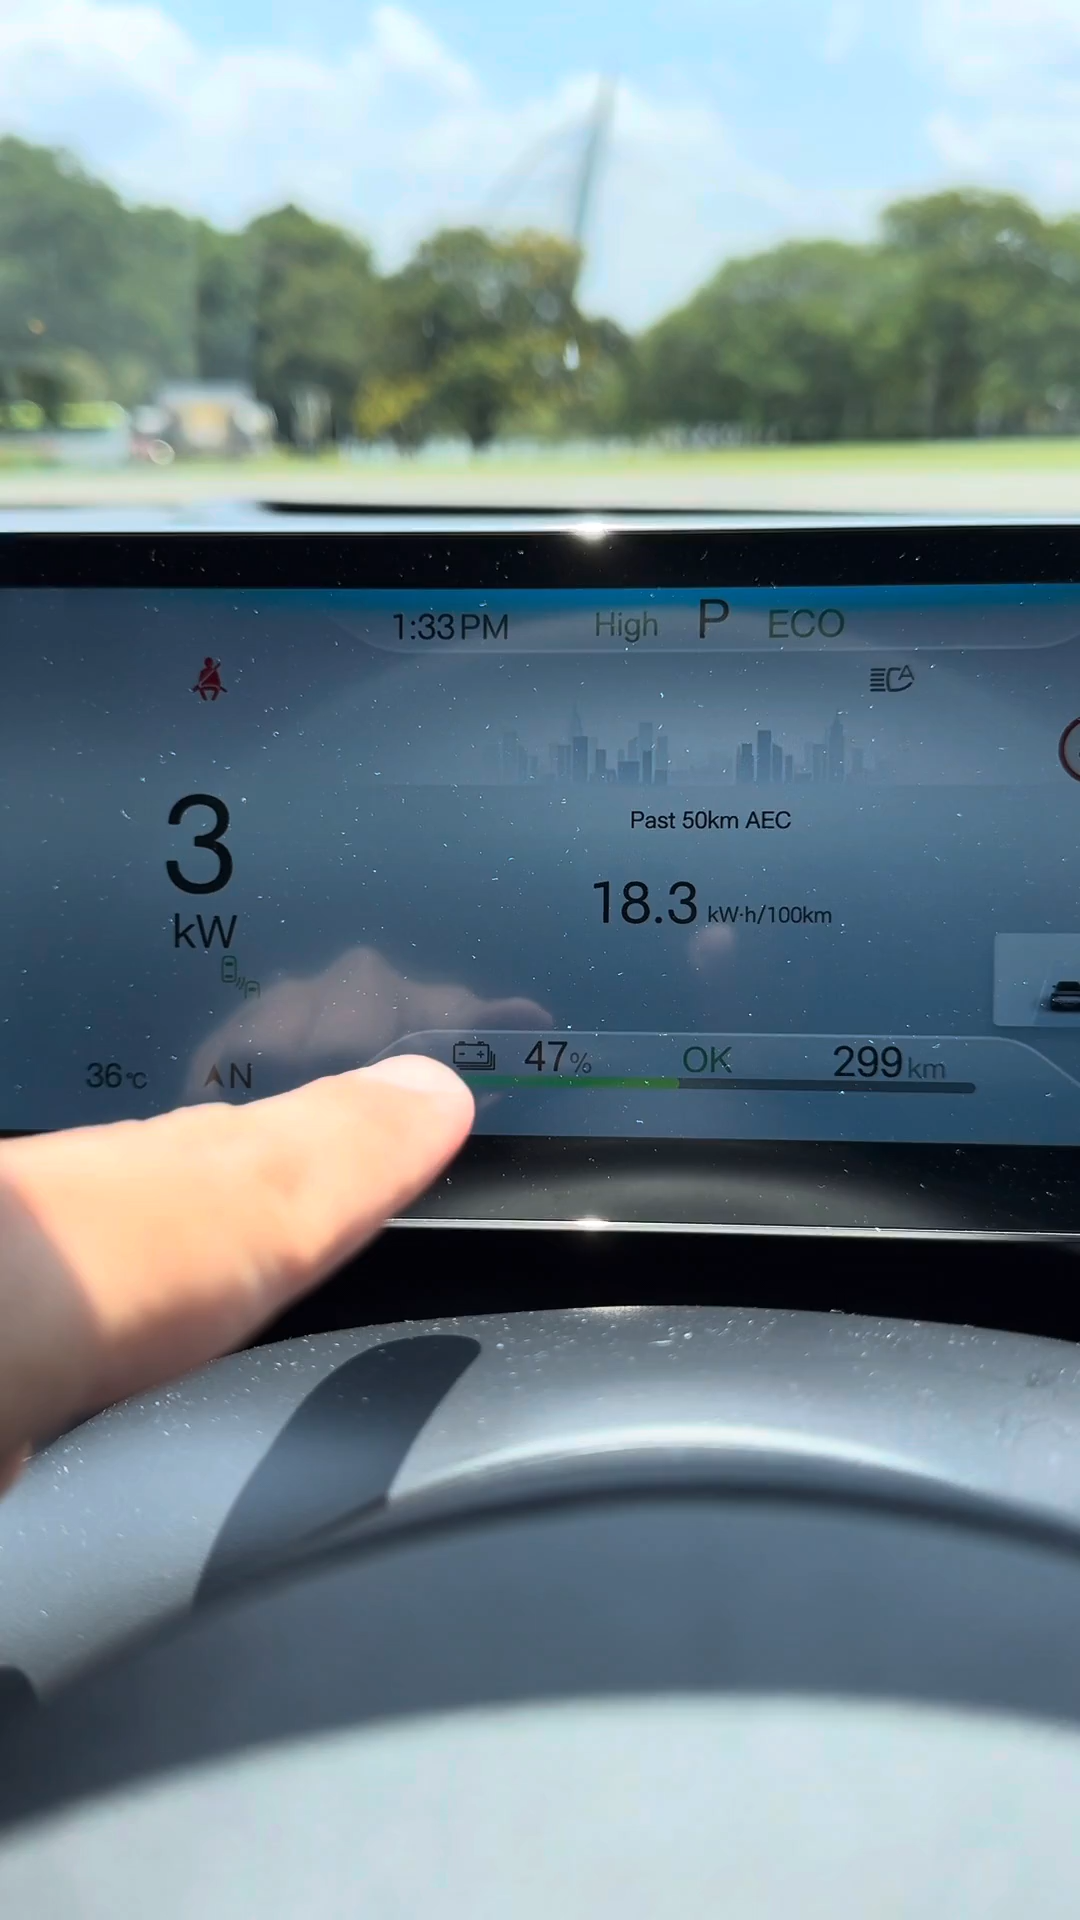 1:33PM High P ECO
Past 50km AEC
3
kW
18.3 kW·h/100km
36°C N
47% OK 299km